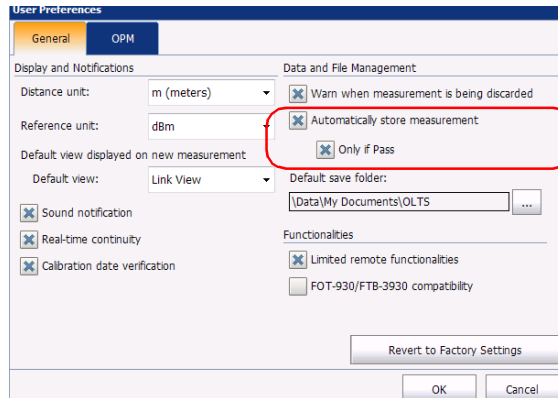 User Preferences
General
OPM
Display and Notifications
Distance unit:
m (meters)
Reference unit:
dBm
Default view displayed on new measurement
Default view:
Link View
Sound notification
Real-time continuity
Calibration date verification
Data and File Management
Warn when measurement is being discarded
Automatically store measurement
Only if Pass
Default save folder:
\Data\My Documents\OLTS
...
Functionalities
Limited remote functionalities
FOT-930/FTB-3930 compatibility
Revert to Factory Settings
OK
Cancel